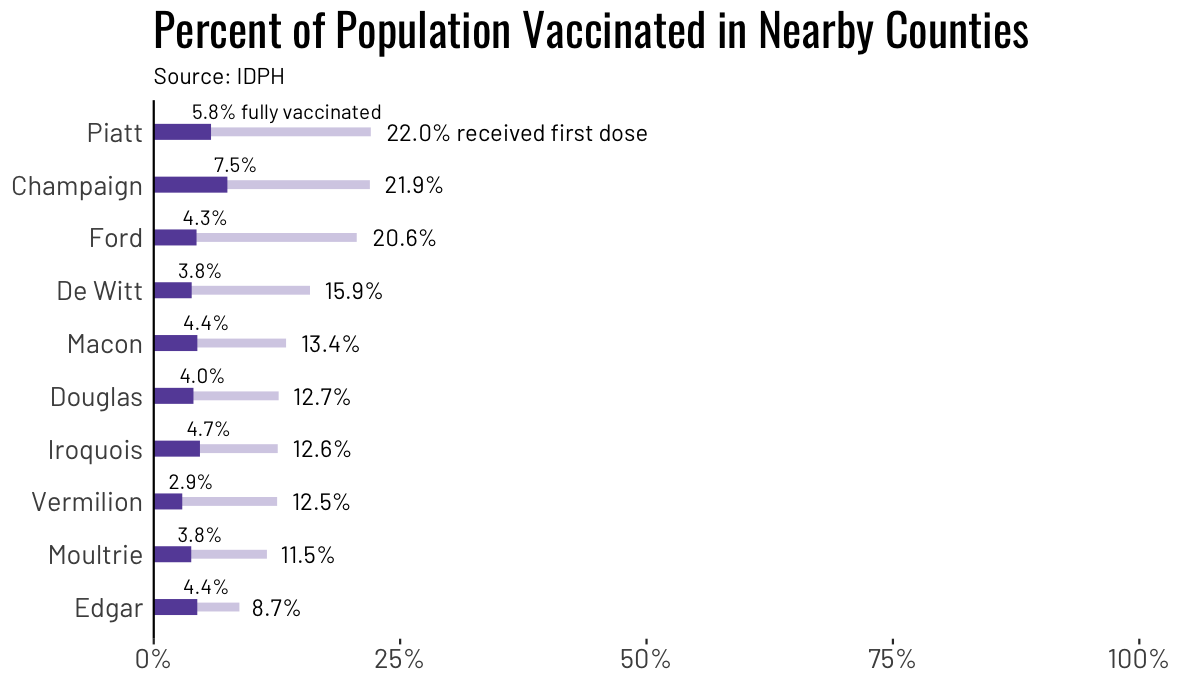 Percent of Population Vaccinated in Nearby Counties
Source: IDPH
5.8% fully vaccinated
Piatt 22.0% received first dose
7.5%
Champaign 21.9%
4.3%
Ford 20.6%
3.8%
De Witt 15.9%
4.4%
Macon 13.4%
4.0%
Douglas 12.7%
4.7%
Iroquois 12.6%
2.9%
Vermilion 12.5%
3.8%
Moultrie 11.5%
4.4%
Edgar 8.7%
0% 25% 50% 75% 100%